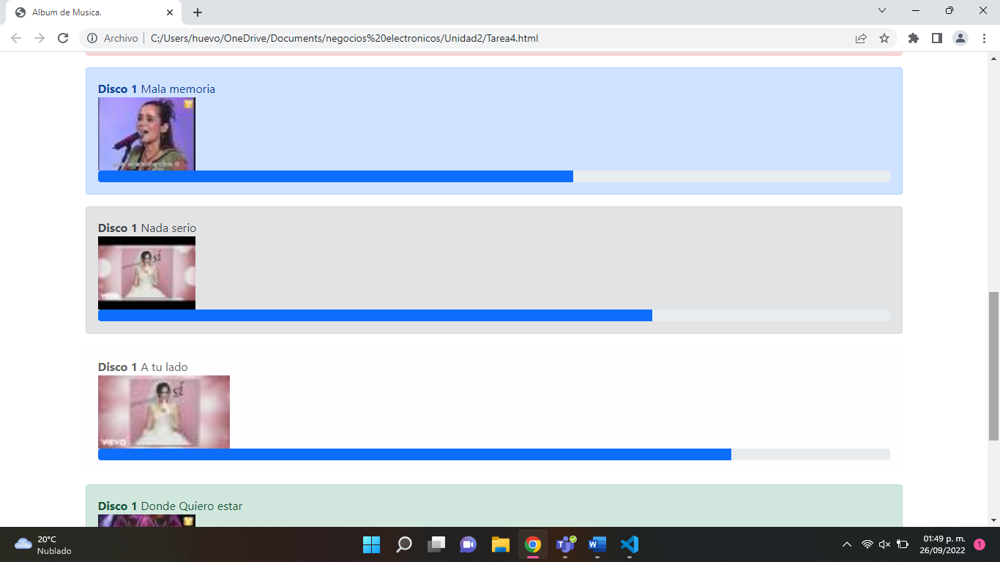 Album de Musica.
Archivo C:/Users/huevo/OneDrive/Documents/negocios%20electronicos/Unidad2/Tarea4.html
Disco 1 Mala memoria
Disco 1 Nada serio
sí
vevo
Disco 1 A tu lado
sí
vevo
Disco 1 Donde Quiero estar
20°C
Nublado
01:49 p. m.
26/09/2022
1